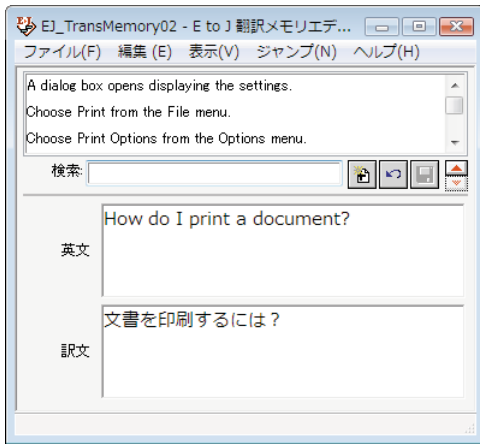 EJ_TransMemory02 - E to J 翻訳メモリエデ...
ファイル(F) 編集(E) 表示(V) ジャンプ(N) ヘルプ(H)
A dialog box opens displaying the settings.
Choose Print from the File menu.
Choose Print Options from the Options menu.
検索:
How do I print a document?
英文
文書を印刷するには？
訳文